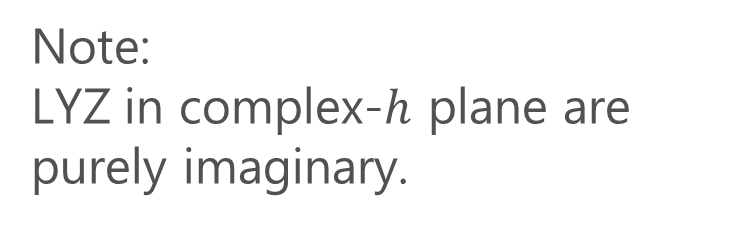 Note:
LYZ in complex-ℎ plane are
purely imaginary.